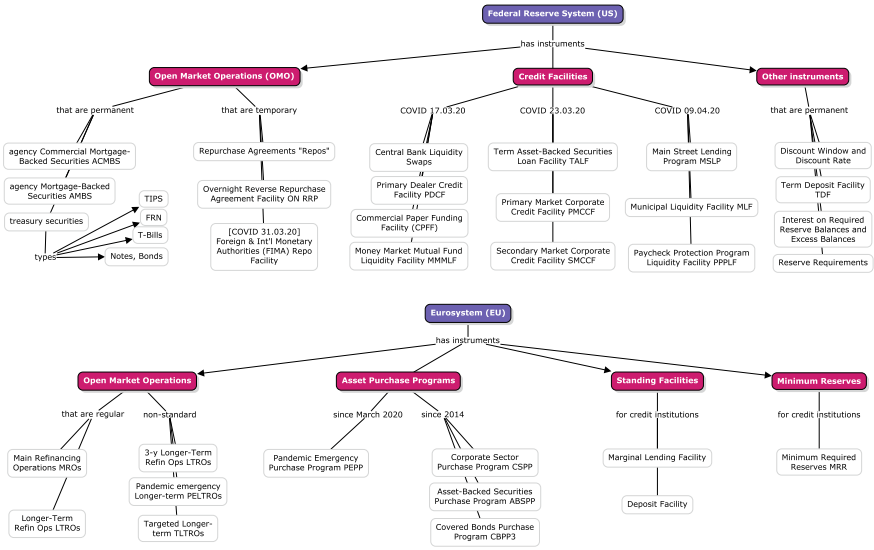 Federal Reserve System (US)
has instruments
Open Market Operations (OMO)
Credit Facilities
Other instruments
that are permanent
that are temporary
COVID 17.03.20
COVID 23.03.20
COVID 09.04.20
that are permanent
agency Commercial Mortgage-
Backed Securities ACMBS
agency Mortgage-Backed
Securities AMBS
treasury securities
types
TIPS
FRN
T-Bills
Notes, Bonds
Repurchase Agreements "Repos"
Overnight Reverse Repurchase
Agreement Facility ON RRP
[COVID 31.03.20]
Foreign & Int'l Monetary
Authorities (FIMA) Repo
Facility
Central Bank Liquidity
Swaps
Primary Dealer Credit
Facility PDCF
Commercial Paper Funding
Facility (CPFF)
Money Market Mutual Fund
Liquidity Facility MMMLF
Term Asset-Backed Securities
Loan Facility TALF
Primary Market Corporate
Credit Facility PMCCF
Secondary Market Corporate
Credit Facility SMCCF
Main Street Lending
Program MSLP
Municipal Liquidity Facility MLF
Paycheck Protection Program
Liquidity Facility PPPLF
Discount Window and
Discount Rate
Term Deposit Facility
TDF
Interest on Required
Reserve Balances and
Excess Balances
Reserve Requirements
Eurosystem (EU)
has instruments
Open Market Operations
Asset Purchase Programs
Standing Facilities
Minimum Reserves
that are regular
non-standard
since March 2020
since 2014
for credit institutions
for credit institutions
Main Refinancing
Operations MROs
Longer-Term
Refin Ops LTROs
3-y Longer-Term
Refin Ops LTROs
Pandemic emergency
Longer-term PELTROs
Targeted Longer-
term TLTROs
Pandemic Emergency
Purchase Program PEPP
Corporate Sector
Purchase Program CSPP
Asset-Backed Securities
Purchase Program ABSPP
Covered Bonds Purchase
Program CBPP3
Marginal Lending Facility
Deposit Facility
Minimum Required
Reserves MRR